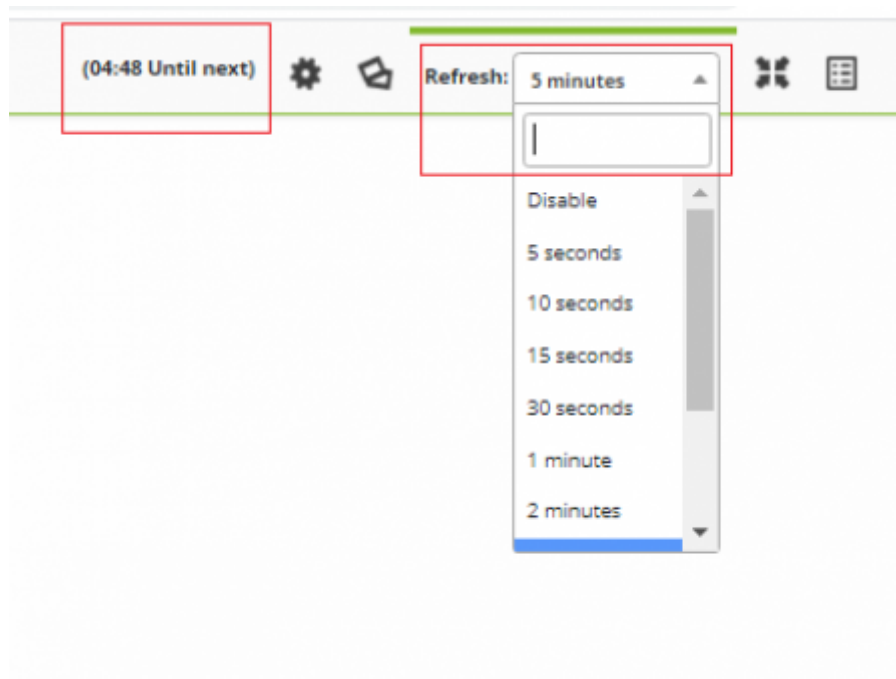 (04:48 Until next)
Refresh: 5 minutes
Disable
5 seconds
10 seconds
15 seconds
30 seconds
1 minute
2 minutes